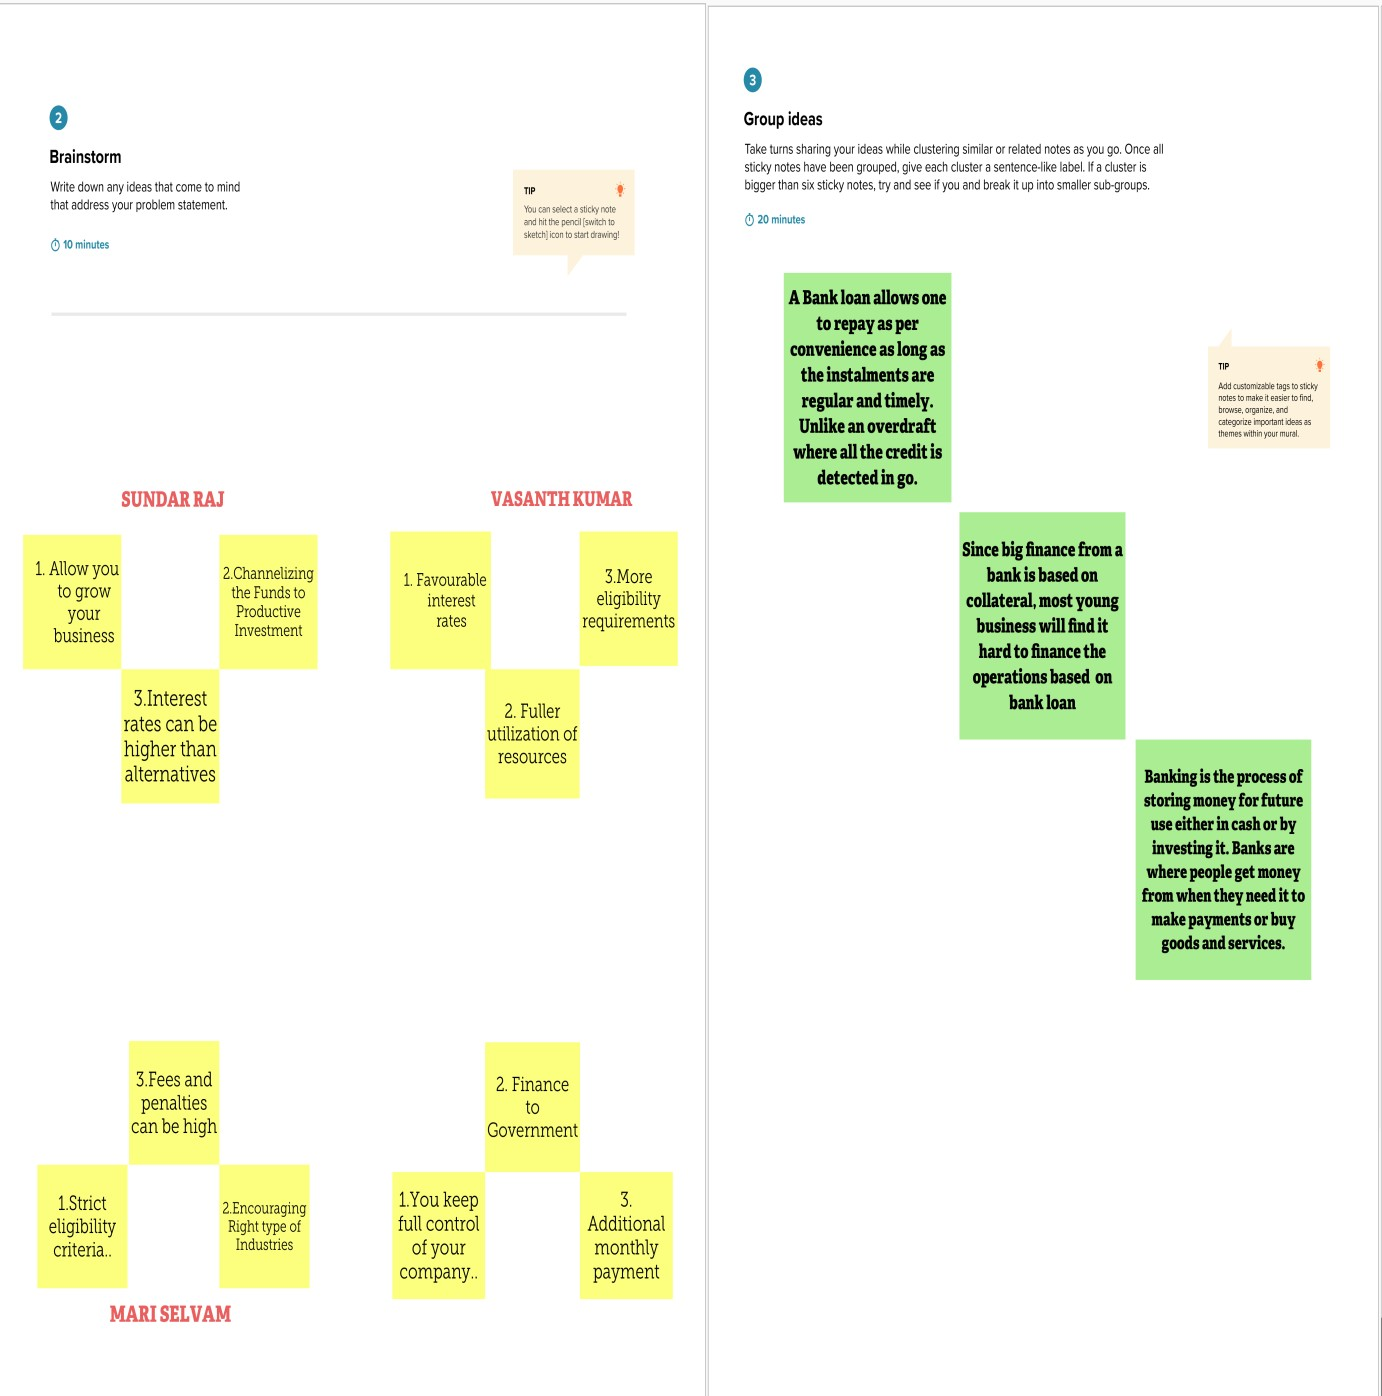 2
Brainstorm
Write down any ideas that come to mind
that address your problem statement.
10 minutes
TIP
You can select a sticky note
and hit the pencil [switch to
sketch] icon to start drawing!
SUNDAR RAJ
1. Allow you
to grow
your
business
2.Channelizing
the Funds to
Productive
Investment
3.Interest
rates can be
higher than
alternatives
VASANTH KUMAR
1. Favourable
interest
rates
3.More
eligibility
requirements
2. Fuller
utilization of
resources
3.Fees and
penalties
can be high
1.Strict
eligibility
criteria..
2.Encouraging
Right type of
Industries
MARI SELVAM
2. Finance
to
Government
1.You keep
full control
of your
company..
3.
Additional
monthly
payment
3
Group ideas
Take turns sharing your ideas while clustering similar or related notes as you go. Once all
sticky notes have been grouped, give each cluster a sentence-like label. If a cluster is
bigger than six sticky notes, try and see if you and break it up into smaller sub-groups.
20 minutes
A Bank loan allows one
to repay as per
convenience as long as
the instalments are
regular and timely.
Unlike an overdraft
where all the credit is
detected in go.
TIP
Add customizable tags to sticky
notes to make it easier to find,
browse, organize, and
categorize important ideas as
themes within your mural.
Since big finance from a
bank is based on
collateral, most young
business will find it
hard to finance the
operations based on
bank loan
Banking is the process of
storing money for future
use either in cash or by
investing it. Banks are
where people get money
from when they need it to
make payments or buy
goods and services.